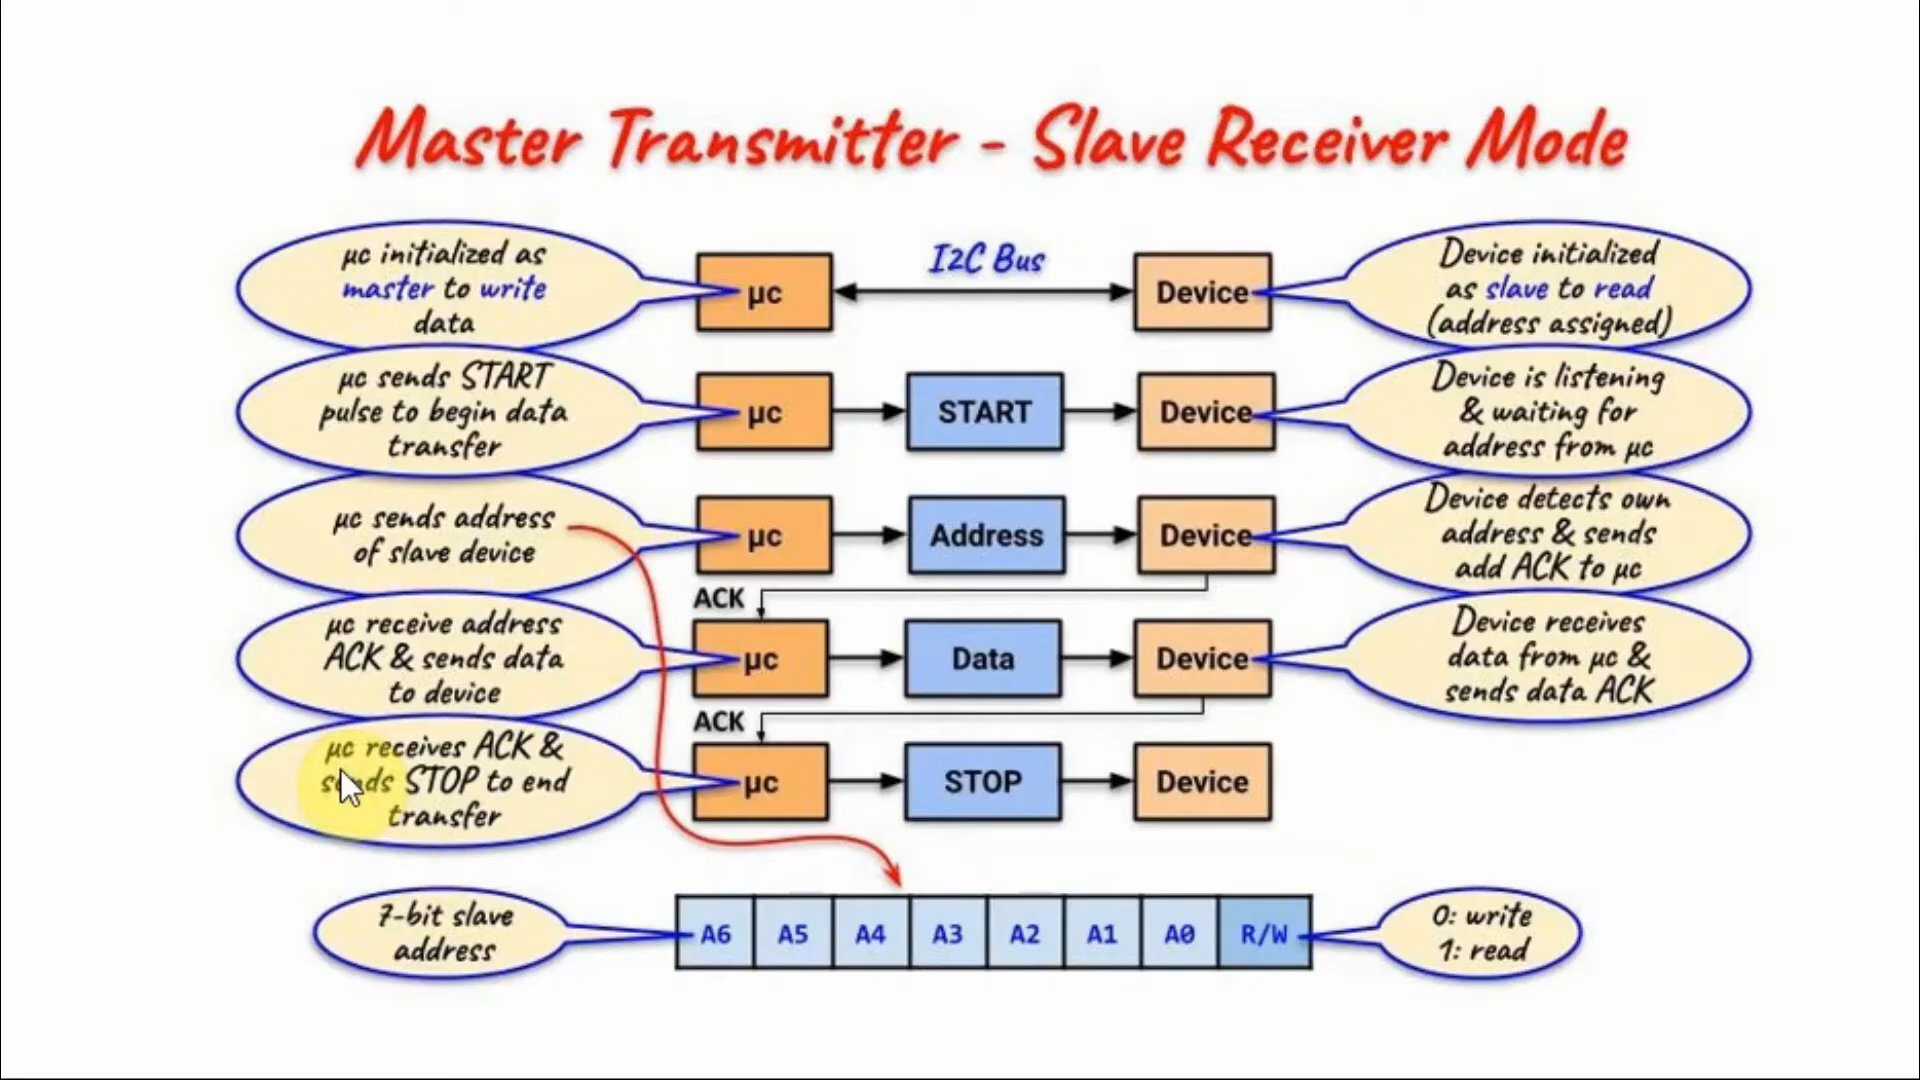 Master Transmitter - Slave Receiver Mode
µc initialized as
master to write
data
µc
I2C Bus
Device
Device initialized
as slave to read
(address assigned)
µc sends START
pulse to begin data
transfer
µc
START
Device
Device is listening
& waiting for
address from µc
µc sends address
of slave device
µc
Address
Device
Device detects own
address & sends
add ACK to µc
ACK
µc receive address
ACK & sends data
to device
µc
Data
Device
Device receives
data from µc &
sends data ACK
ACK
µc receives ACK &
sends STOP to end
transfer
µc
STOP
Device
7-bit slave
address
A6 A5 A4 A3 A2 A1 A0 R/W
0: write
1: read